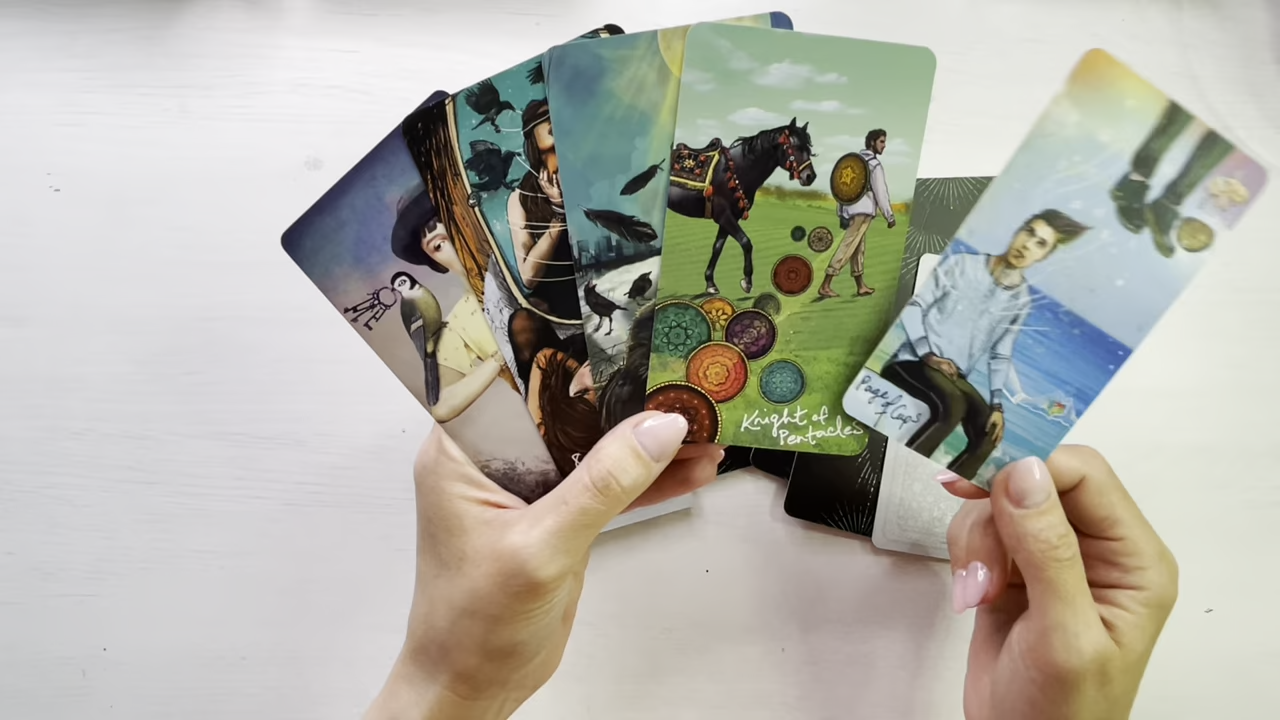 Knight of
Pentacles
Page of
Cups